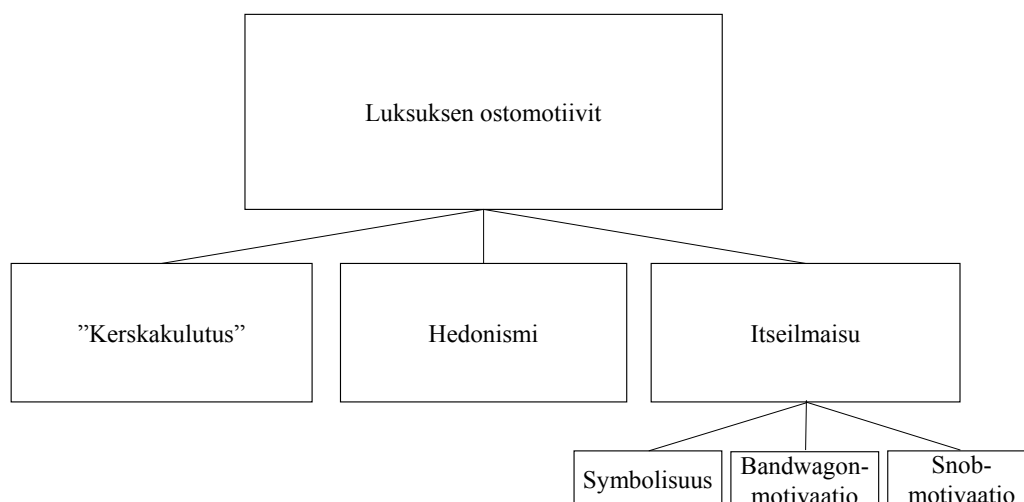 Luksuksen ostomotiivit
”Kerskakulutus”
Hedonismi
Itseilmaisu
Symbolisuus
Bandwagon-
motivaatio
Snob-
motivaatio